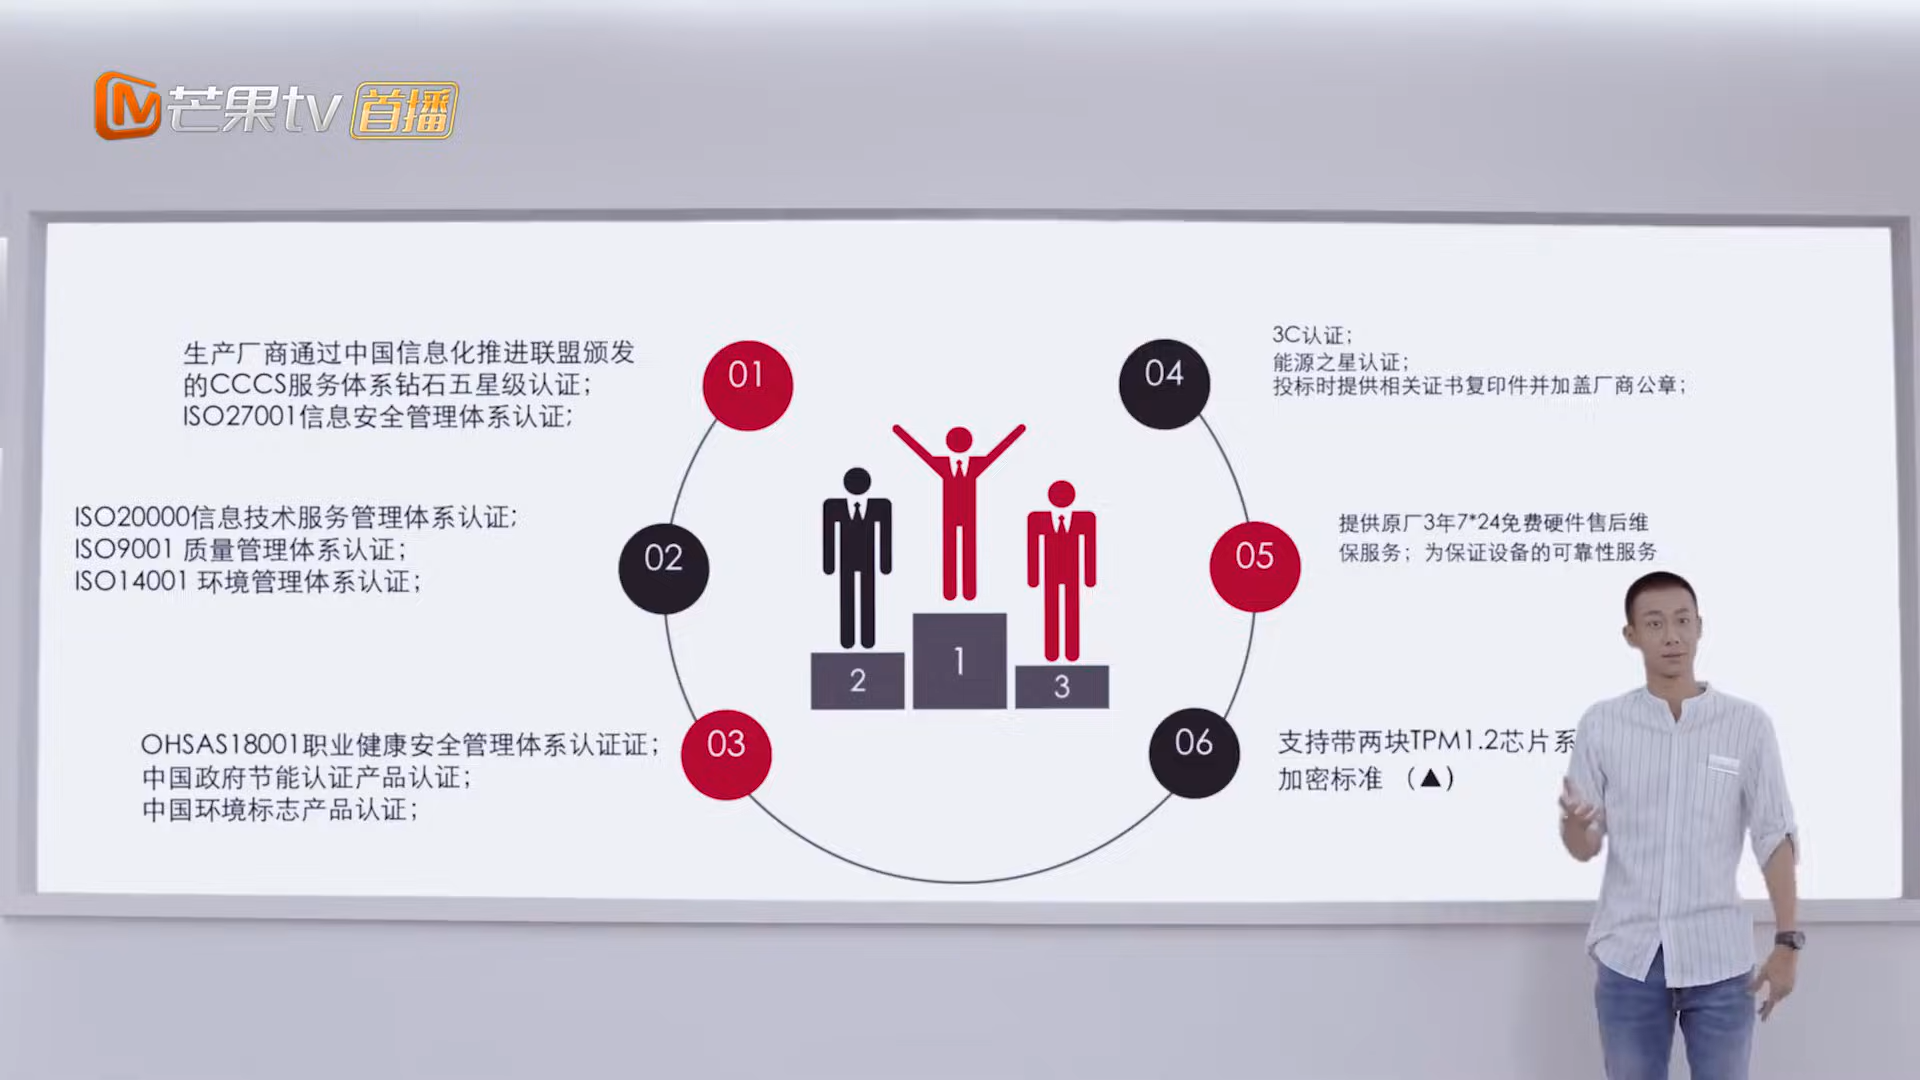 芒果tv 首播
01
生产厂商通过中国信息化推进联盟颁发
的CCCS服务体系钻石五星级认证；
ISO27001信息安全管理体系认证;
02
ISO20000信息技术服务管理体系认证;
ISO9001 质量管理体系认证；
ISO14001 环境管理体系认证；
03
OHSAS18001职业健康安全管理体系认证证；
中国政府节能认证产品认证；
中国环境标志产品认证；
2
1
3
04
3C认证；
能源之星认证；
投标时提供相关证书复印件并加盖厂商公章；
05
提供原厂3年7*24免费硬件售后维
保服务；为保证设备的可靠性服务
06
支持带两块TPM1.2芯片系
加密标准 （▲）